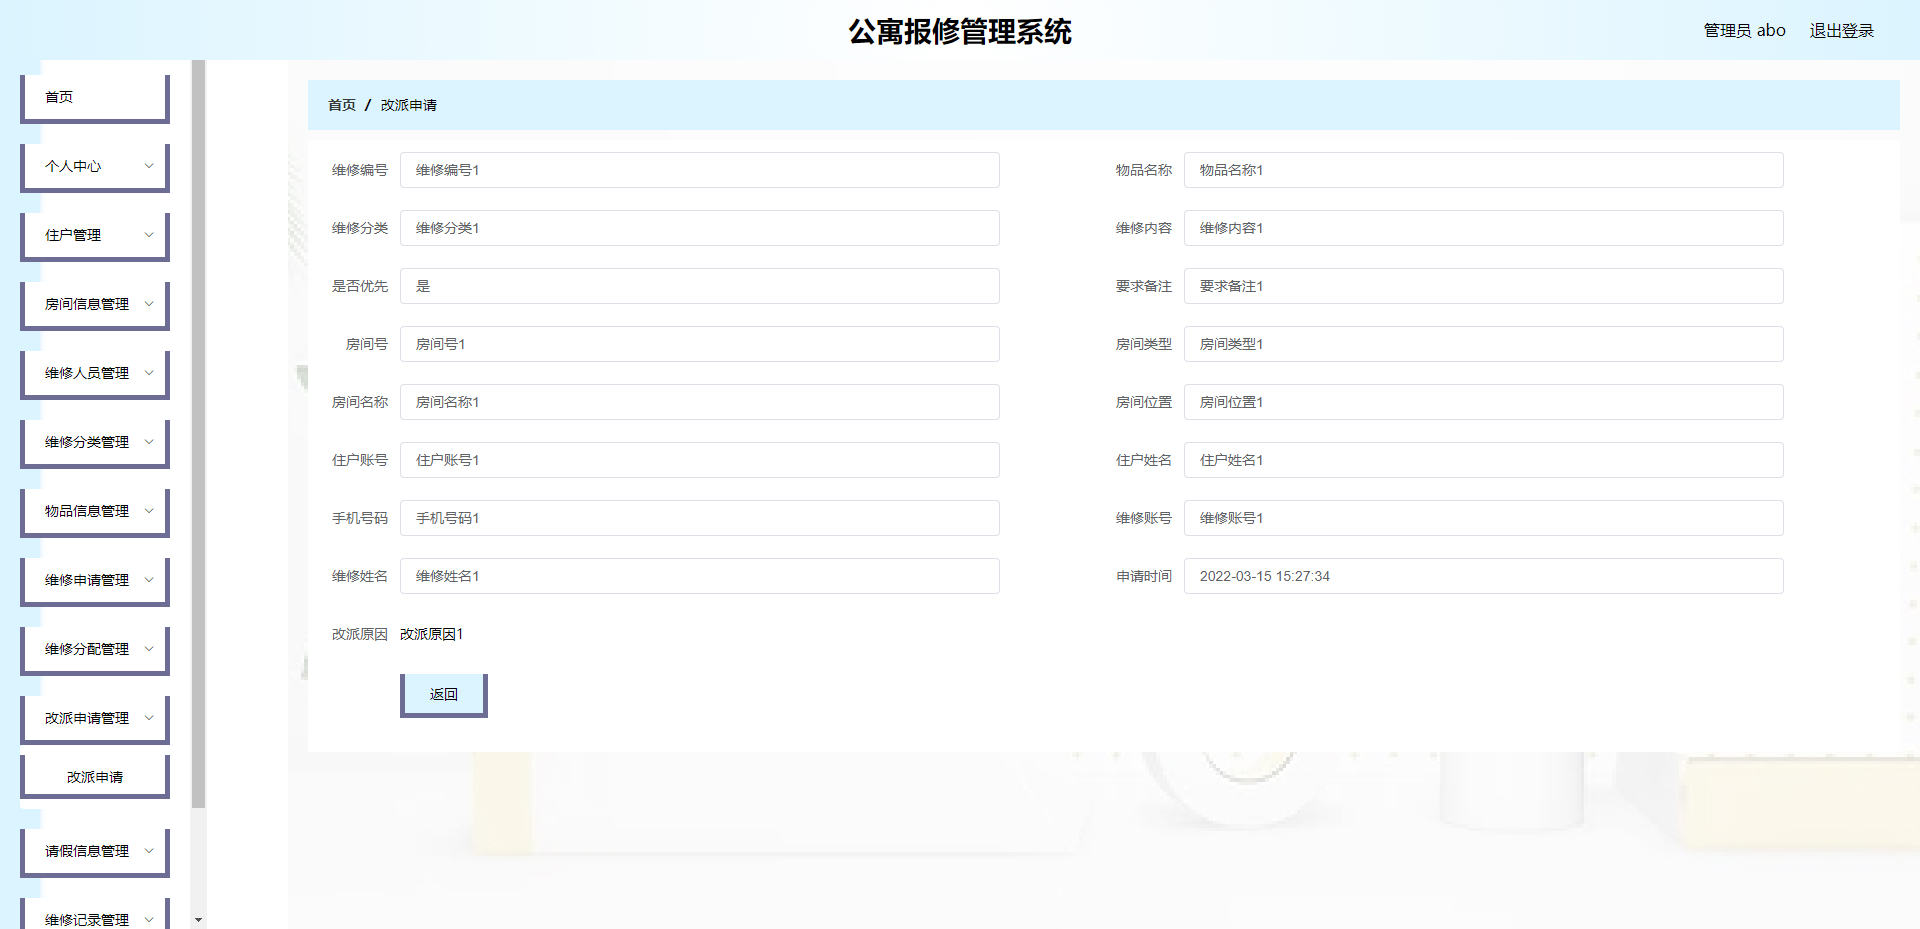 公寓报修管理系统
管理员 abo 退出登录
首页
个人中心
住户管理
房间信息管理
维修人员管理
维修分类管理
物品信息管理
维修申请管理
维修分配管理
改派申请管理
改派申请
请假信息管理
维修记录管理
首页 / 改派申请
维修编号 维修编号1 物品名称 物品名称1
维修分类 维修分类1 维修内容 维修内容1
是否优先 是 要求备注 要求备注1
房间号 房间号1 房间类型 房间类型1
房间名称 房间名称1 房间位置 房间位置1
住户账号 住户账号1 住户姓名 住户姓名1
手机号码 手机号码1 维修账号 维修账号1
维修姓名 维修姓名1 申请时间 2022-03-15 15:27:34
改派原因 改派原因1
返回